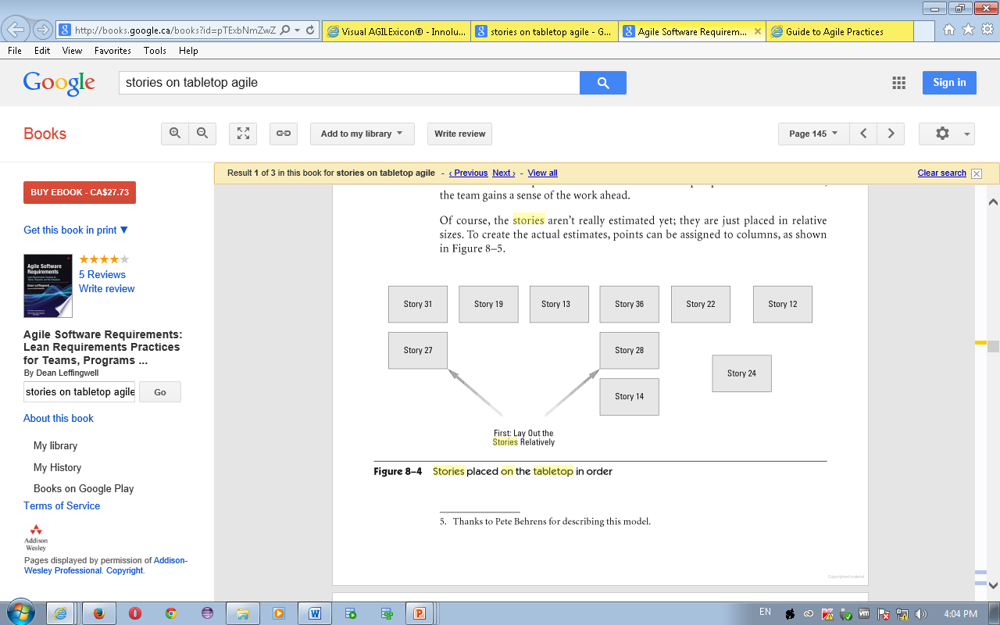 http://books.google.ca/books?id=pTExbNmZwZ
Visual AGILExicon® - Innolu...
stories on tabletop agile - G...
Agile Software Requirem...
Guide to Agile Practices
File Edit View Favorites Tools Help
Google
stories on tabletop agile
Sign in
Books
Add to my library
Write review
Page 145
Result 1 of 3 in this book for stories on tabletop agile - ‹ Previous Next › - View all
Clear search
BUY EBOOK - CA$27.73
Get this book in print ▼
Agile Software
Requirements
5 Reviews
Write review
Agile Software Requirements:
Lean Requirements Practices
for Teams, Programs ...
By Dean Leffingwell
stories on tabletop agile
Go
About this book
My library
My History
Books on Google Play
Terms of Service
Addison
Wesley
Pages displayed by permission of Addison-
Wesley Professional. Copyright.
the team gains a sense of the work ahead.
Of course, the stories aren't really estimated yet; they are just placed in relative
sizes. To create the actual estimates, points can be assigned to columns, as shown
in Figure 8–5.
Story 31 Story 19 Story 13 Story 36 Story 22 Story 12
Story 27 Story 28
Story 24
Story 14
First: Lay Out the
Stories Relatively
Figure 8–4 Stories placed on the tabletop in order
5. Thanks to Pete Behrens for describing this model.
Copyrighted material
EN
4:04 PM